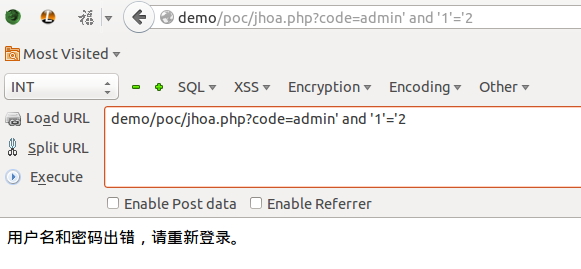 demo/poc/jhoa.php?code=admin' and '1'='2
Most Visited
INT SQL XSS Encryption Encoding Other
Load URL demo/poc/jhoa.php?code=admin' and '1'='2
Split URL
Execute
Enable Post data Enable Referrer
用户名和密码出错，请重新登录。